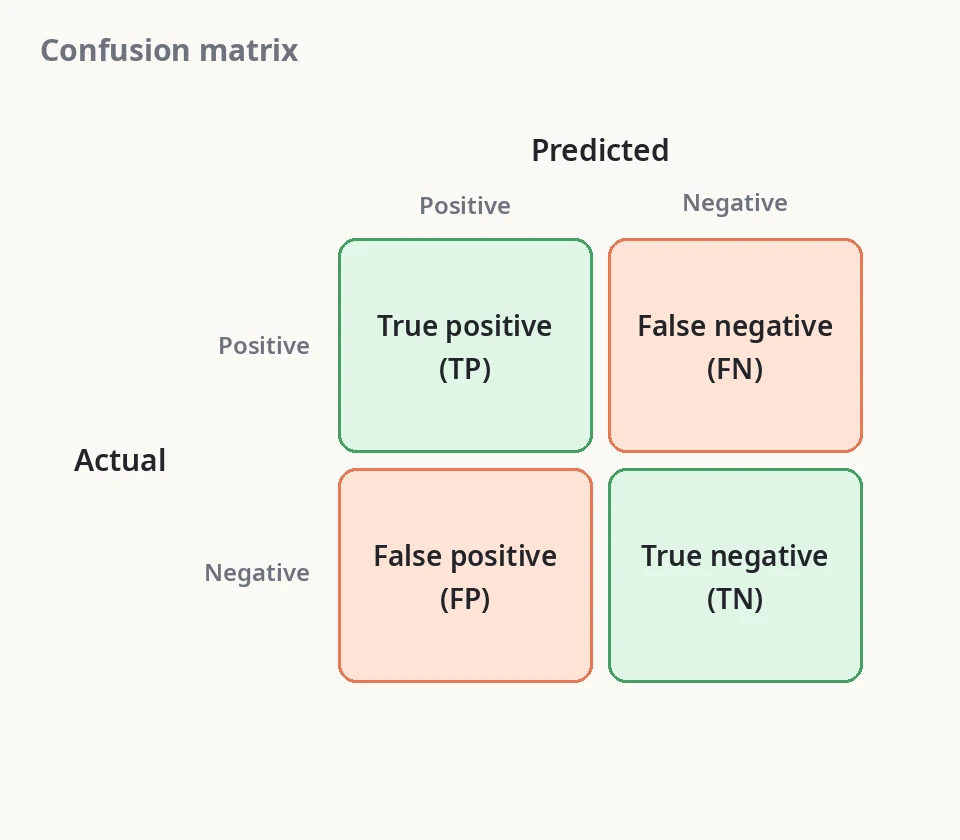 Confusion matrix
Predicted
Positive
Negative
Positive
True positive
(TP)
False negative
(FN)
Actual
Negative
False positive
(FP)
True negative
(TN)